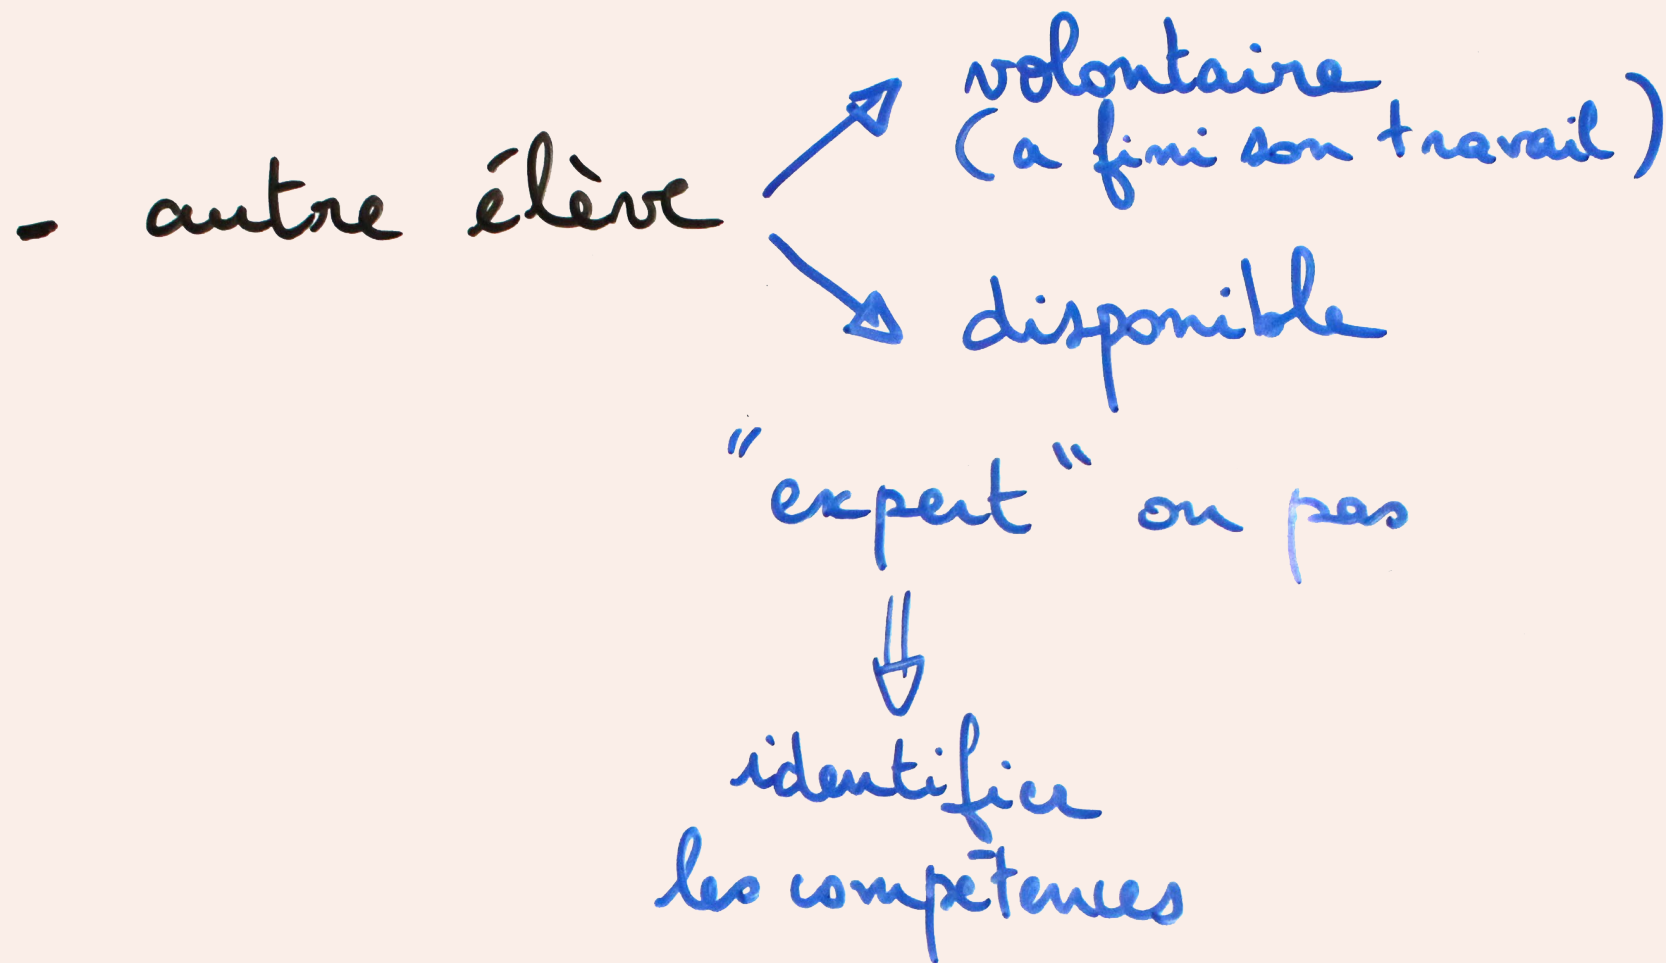 - autre élève
volontaire
(a fini son travail)
disponible
"expert" ou pas
identifier
les compétences